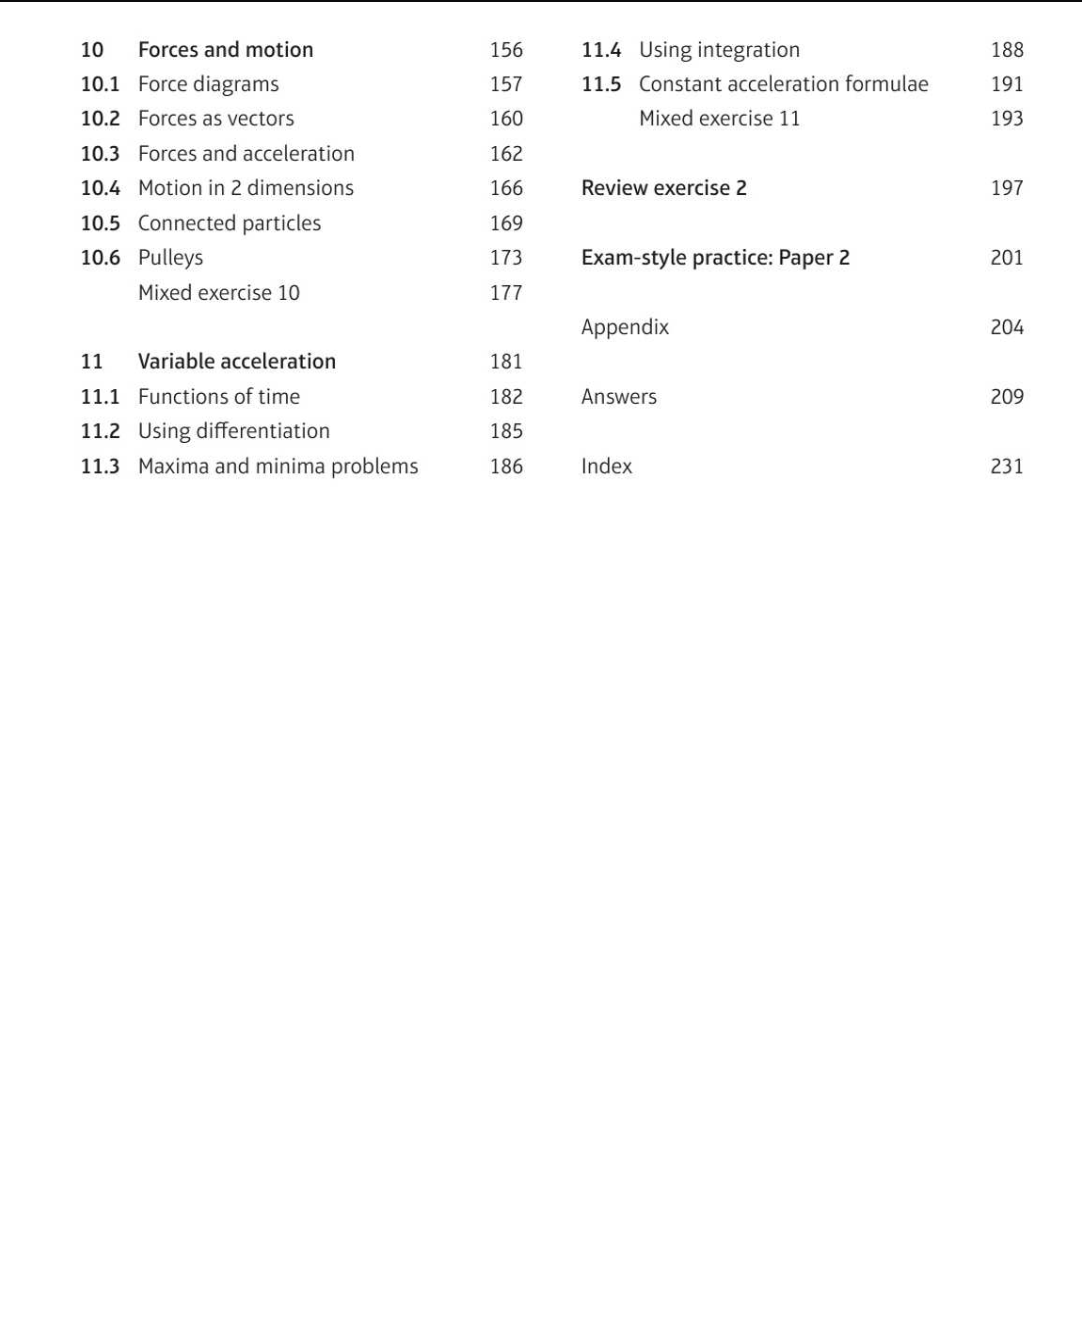 10 Forces and motion 156
10.1 Force diagrams 157
10.2 Forces as vectors 160
10.3 Forces and acceleration 162
10.4 Motion in 2 dimensions 166
10.5 Connected particles 169
10.6 Pulleys 173
Mixed exercise 10 177
11 Variable acceleration 181
11.1 Functions of time 182
11.2 Using differentiation 185
11.3 Maxima and minima problems 186
11.4 Using integration 188
11.5 Constant acceleration formulae 191
Mixed exercise 11 193
Review exercise 2 197
Exam-style practice: Paper 2 201
Appendix 204
Answers 209
Index 231